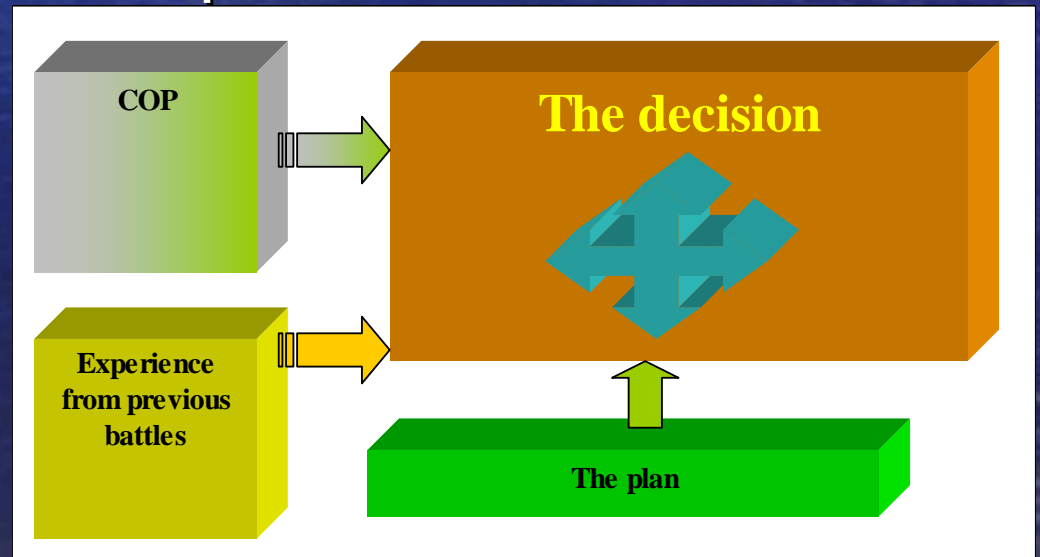 COP
The decision
Experience
from previous
battles
The plan